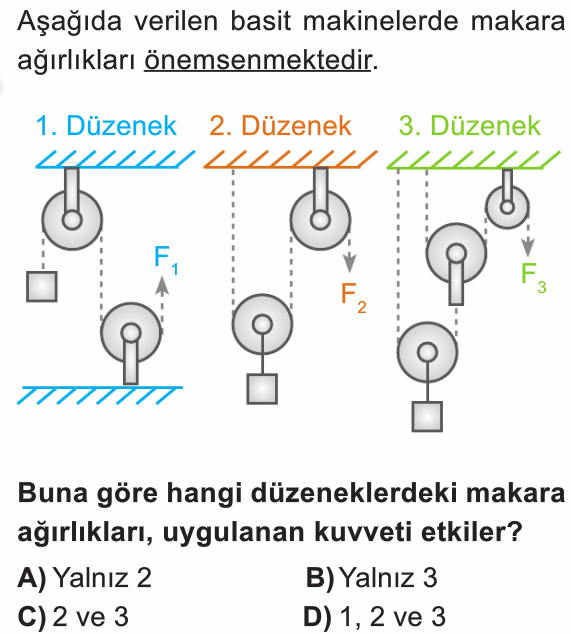 Aşağıda verilen basit makinelerde makara
ağırlıkları önemsenmektedir.
1. Düzenek 2. Düzenek 3. Düzenek
F1
F2
F3
Buna göre hangi düzeneklerdeki makara
ağırlıkları, uygulanan kuvveti etkiler?
A) Yalnız 2 B) Yalnız 3
C) 2 ve 3 D) 1, 2 ve 3